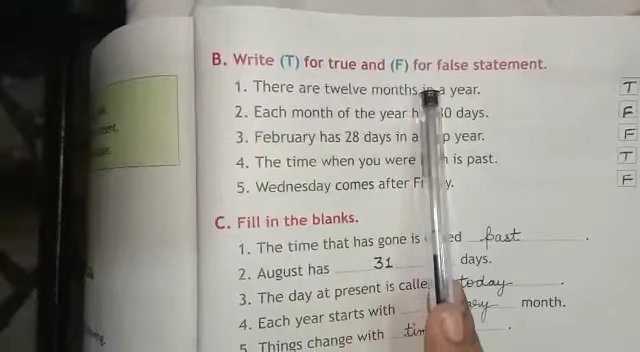 B. Write (T) for true and (F) for false statement.
1. There are twelve months in a year. T
2. Each month of the year h 30 days. F
3. February has 28 days in a p year. F
4. The time when you were is past. T
5. Wednesday comes after F y. F
C. Fill in the blanks.
1. The time that has gone is ed past .
2. August has 31 days.
3. The day at present is calle today .
4. Each year starts with month.
5. Things change with tim .